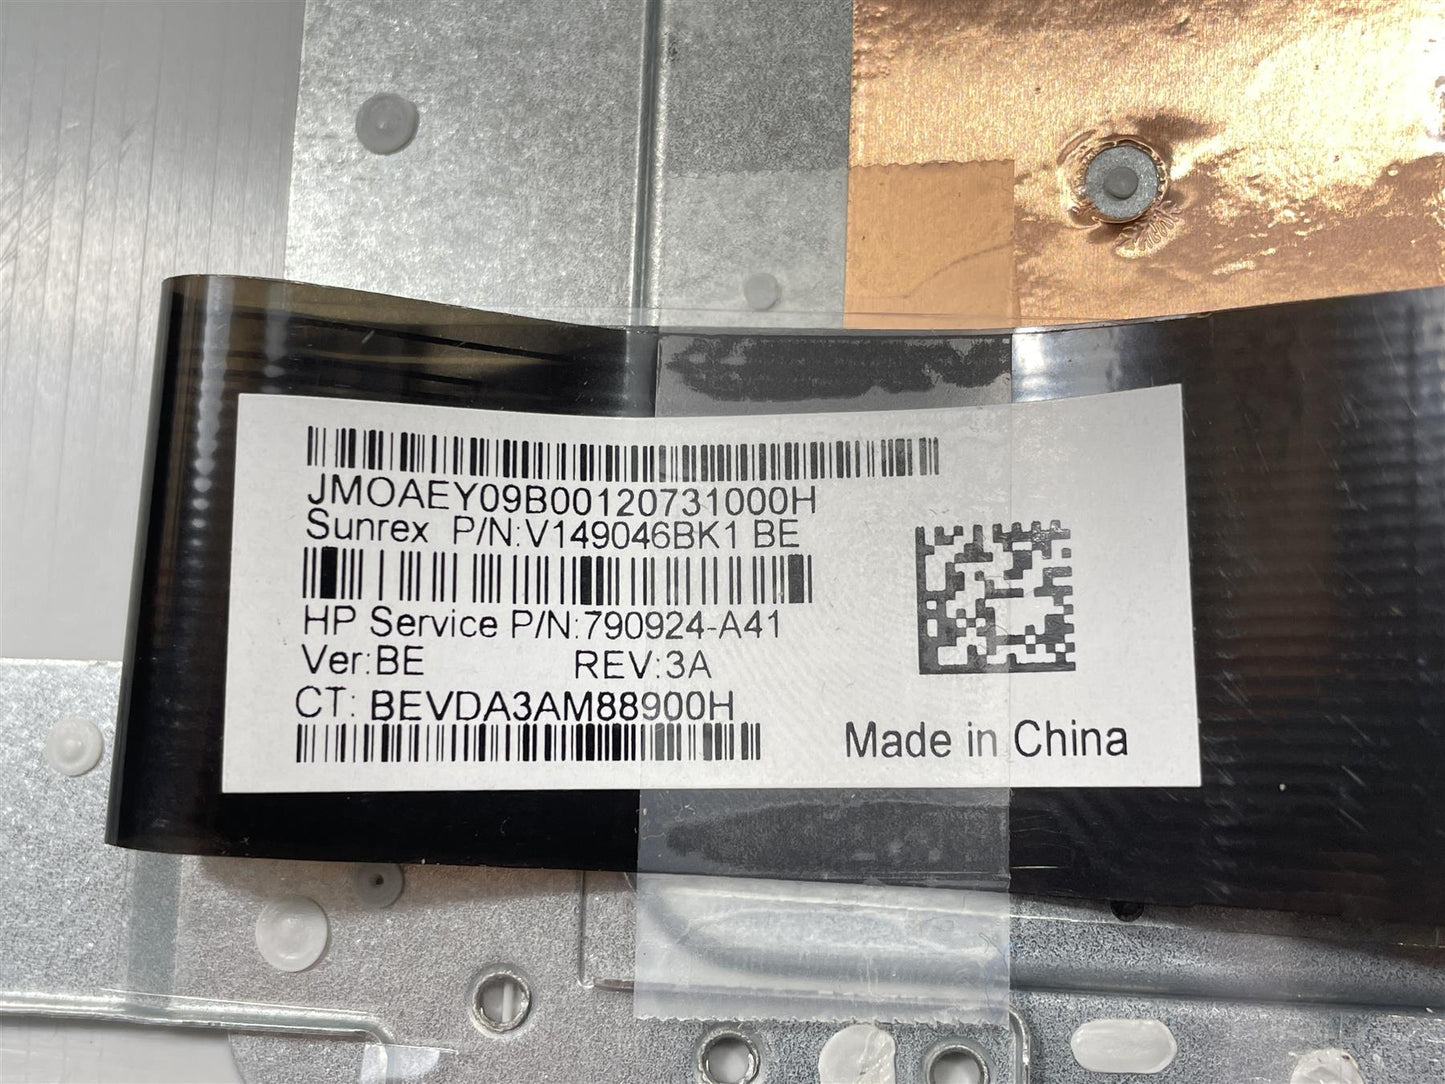 JMOAEY09B00120731000H
Sunrex P/N:V149046BK1 BE
HP Service P/N:790924-A41
Ver:BE REV:3A
CT: BEVDA3AM88900H
Made in China